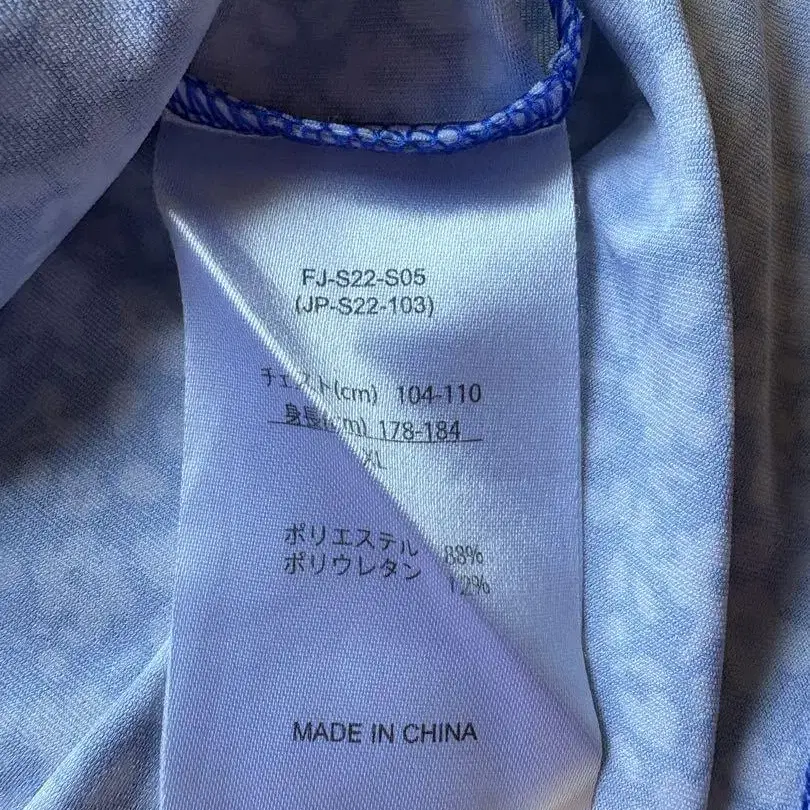 FJ-S22-S05
(JP-S22-103)
チェスト(cm) 104-110
身長(cm) 178-184
XL
ポリエステル 88%
ポリウレタン 12%
MADE IN CHINA